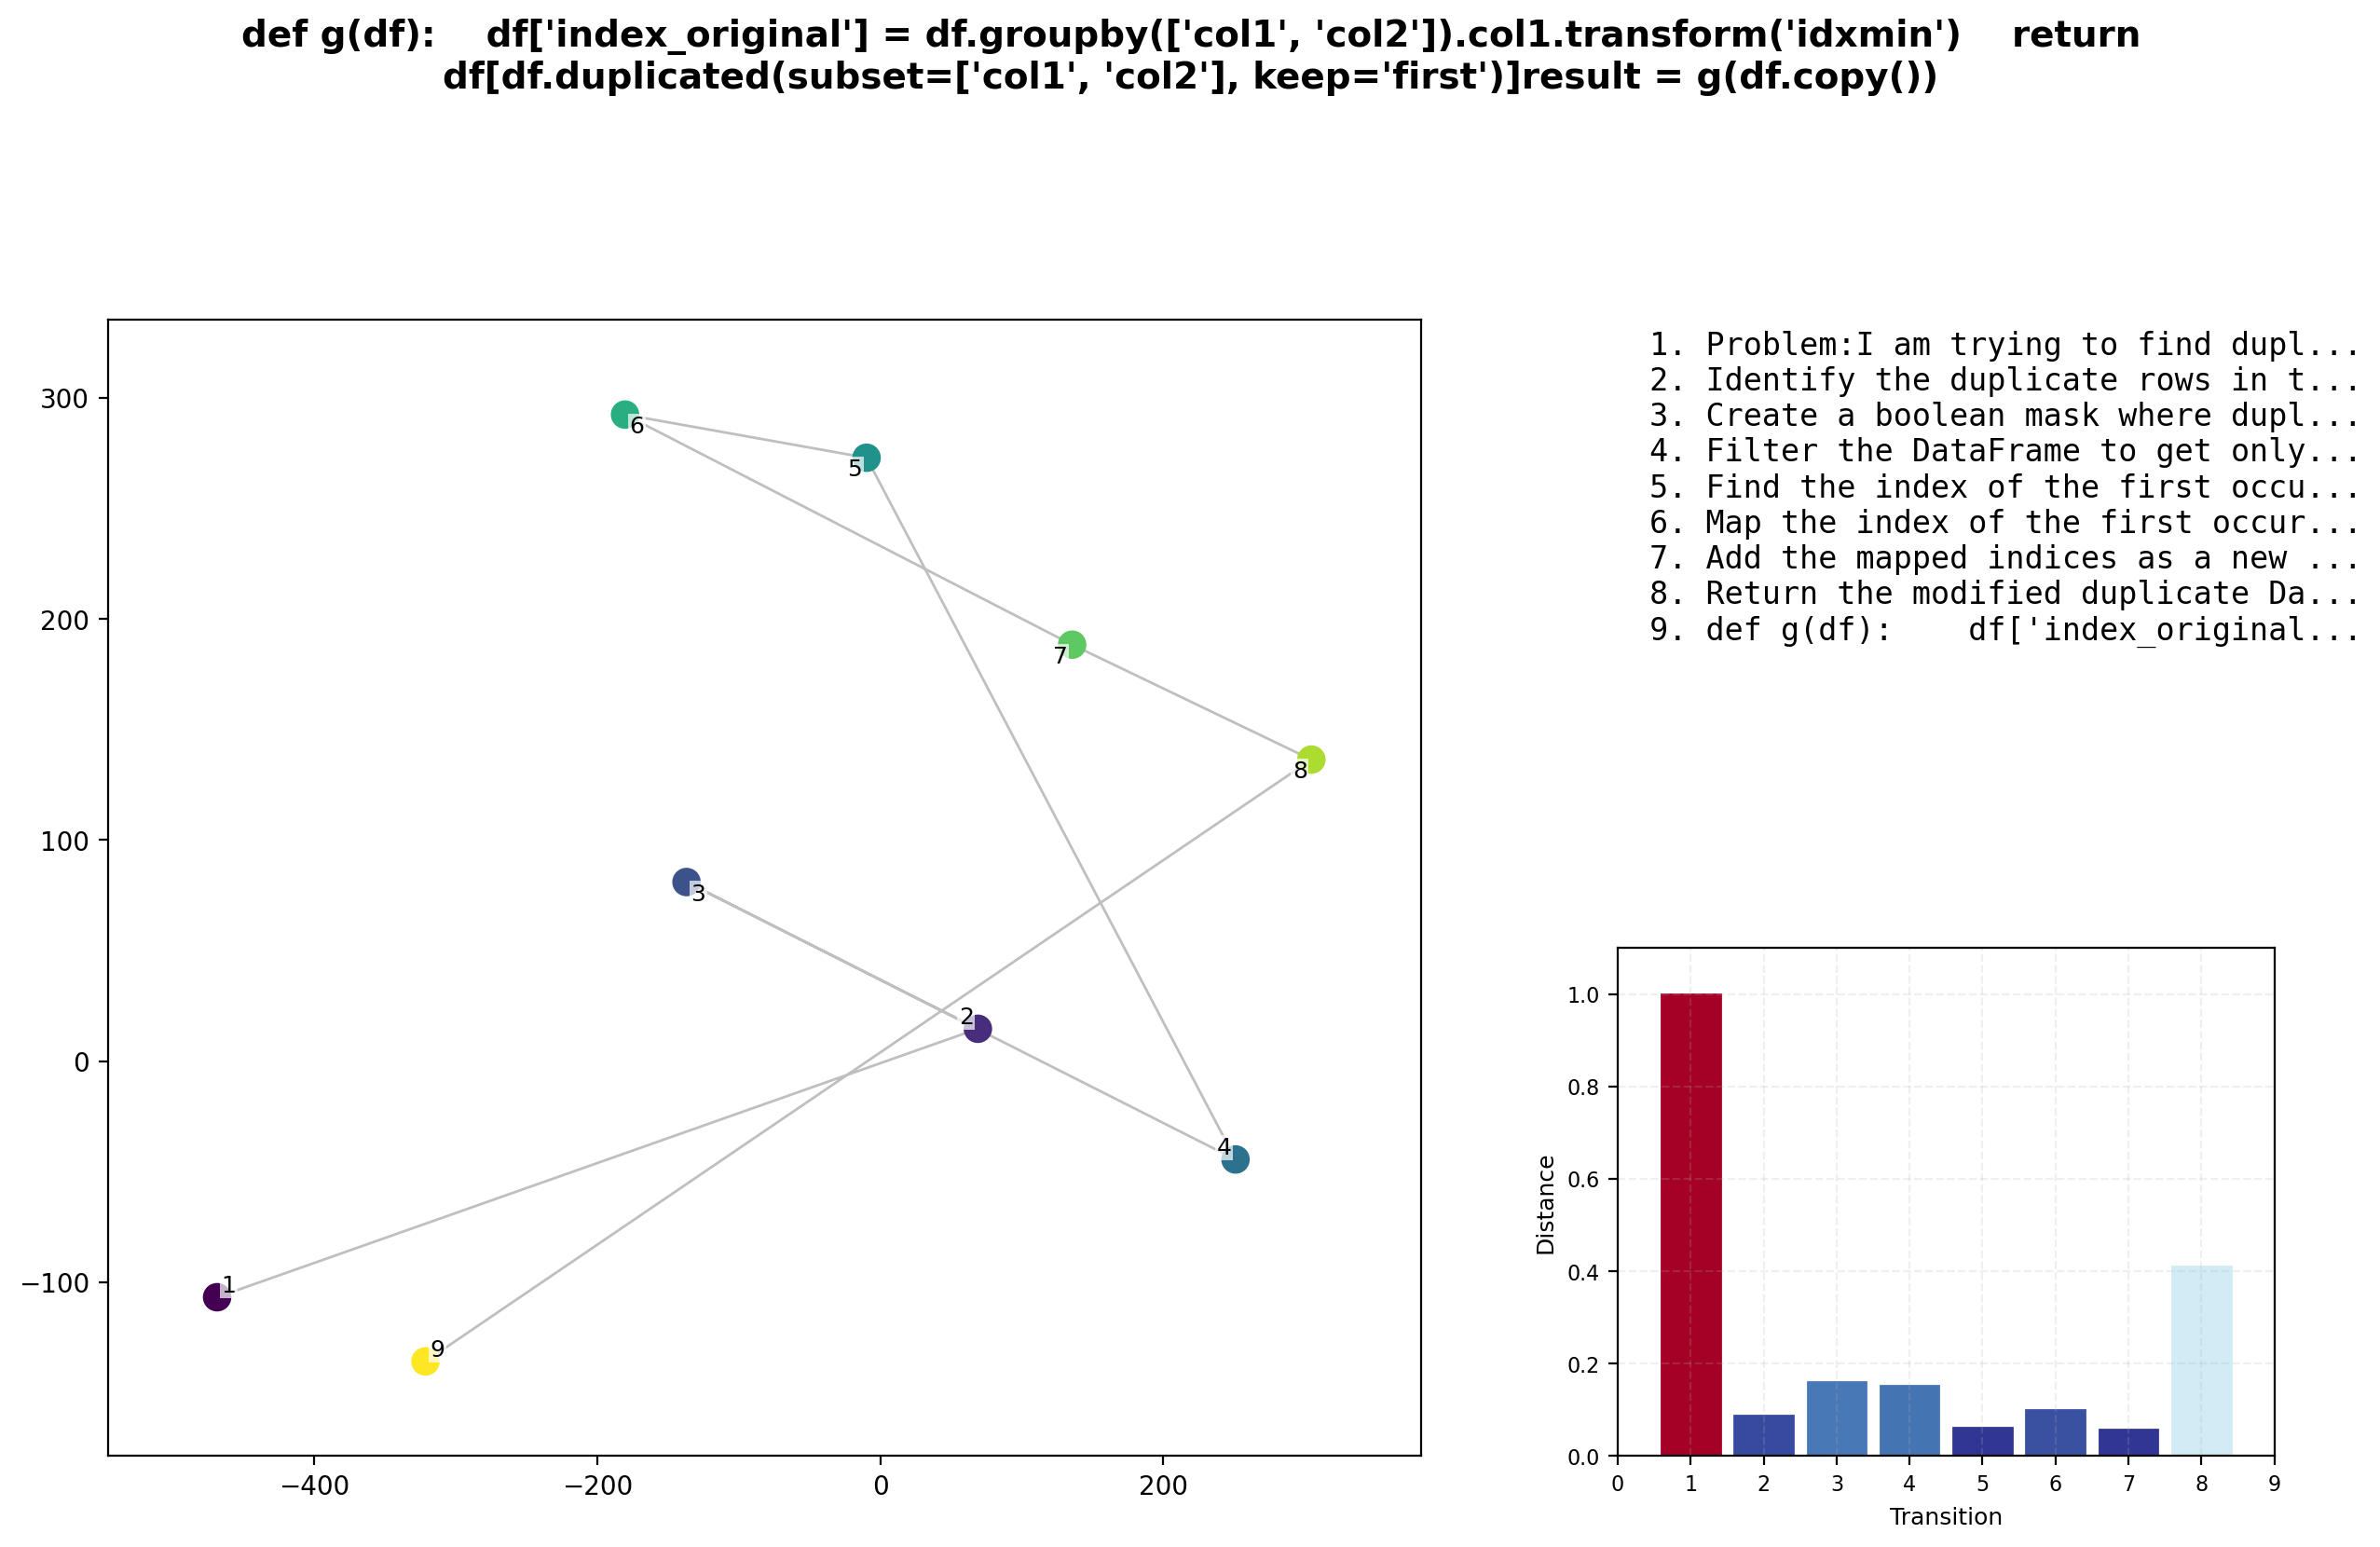 def g(df):    df['index_original'] = df.groupby(['col1', 'col2']).col1.transform('idxmin')    return
df[df.duplicated(subset=['col1', 'col2'], keep='first')]result = g(df.copy())
300
200
100
0
−100
−400
−200
0
200
6
5
7
8
3
2
4
1
9
1. Problem:I am trying to find dupl...
2. Identify the duplicate rows in t...
3. Create a boolean mask where dupl...
4. Filter the DataFrame to get only...
5. Find the index of the first occu...
6. Map the index of the first occur...
7. Add the mapped indices as a new ...
8. Return the modified duplicate Da...
9. def g(df):    df['index_original...
1.0
0.8
0.6
0.4
0.2
0.0
Distance
0 1 2 3 4 5 6 7 8 9
Transition